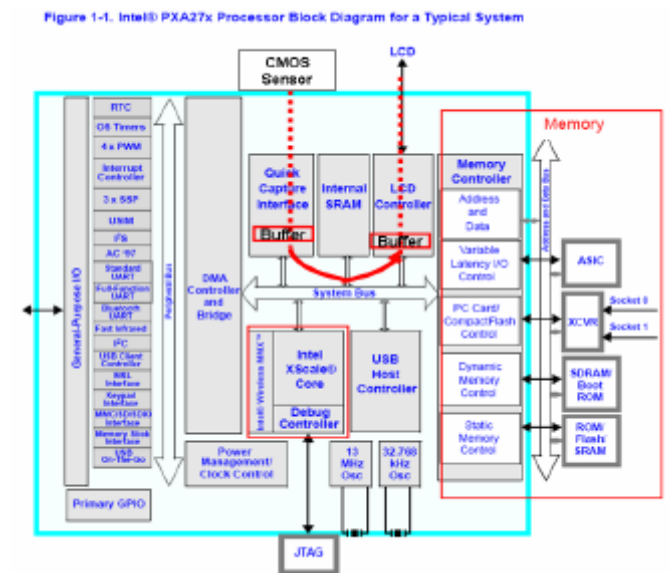 Figure 1-1. Intel® PXA27x Processor Block Diagram for a Typical System
CMOS
Sensor
LCD
Memory
General-Purpose I/O
RTC
OS Timers
4 x PWM
Interrupt
Controller
3 x SSP
USIM
I²S
AC '97
Standard
UART
Full-Function
UART
Bluetooth
UART
Fast Infrared
I²C
USB Client
Controller
MSL
Interface
Keypad
Interface
MMC/SD/SDIO
Interface
Memory Stick
Interface
USB
On-The-Go
Primary GPIO
Peripheral Bus
DMA
Controller
and
Bridge
Quick
Capture
Interface
Buffer
Internal
SRAM
LCD
Controller
Buffer
System Bus
Intel® Wireless MMX™
Intel
XScale®
Core
Debug
Controller
USB
Host
Controller
Power
Management/
Clock Control
13
MHz
Osc
32.768
kHz
Osc
JTAG
Memory
Controller
Address
and
Data
Variable
Latency I/O
Control
PC Card/
CompactFlash
Control
Dynamic
Memory
Control
Static
Memory
Control
Address and Data Bus
ASIC
XCVR
Socket 0
Socket 1
SDRAM/
Boot
ROM
ROM/
Flash/
SRAM